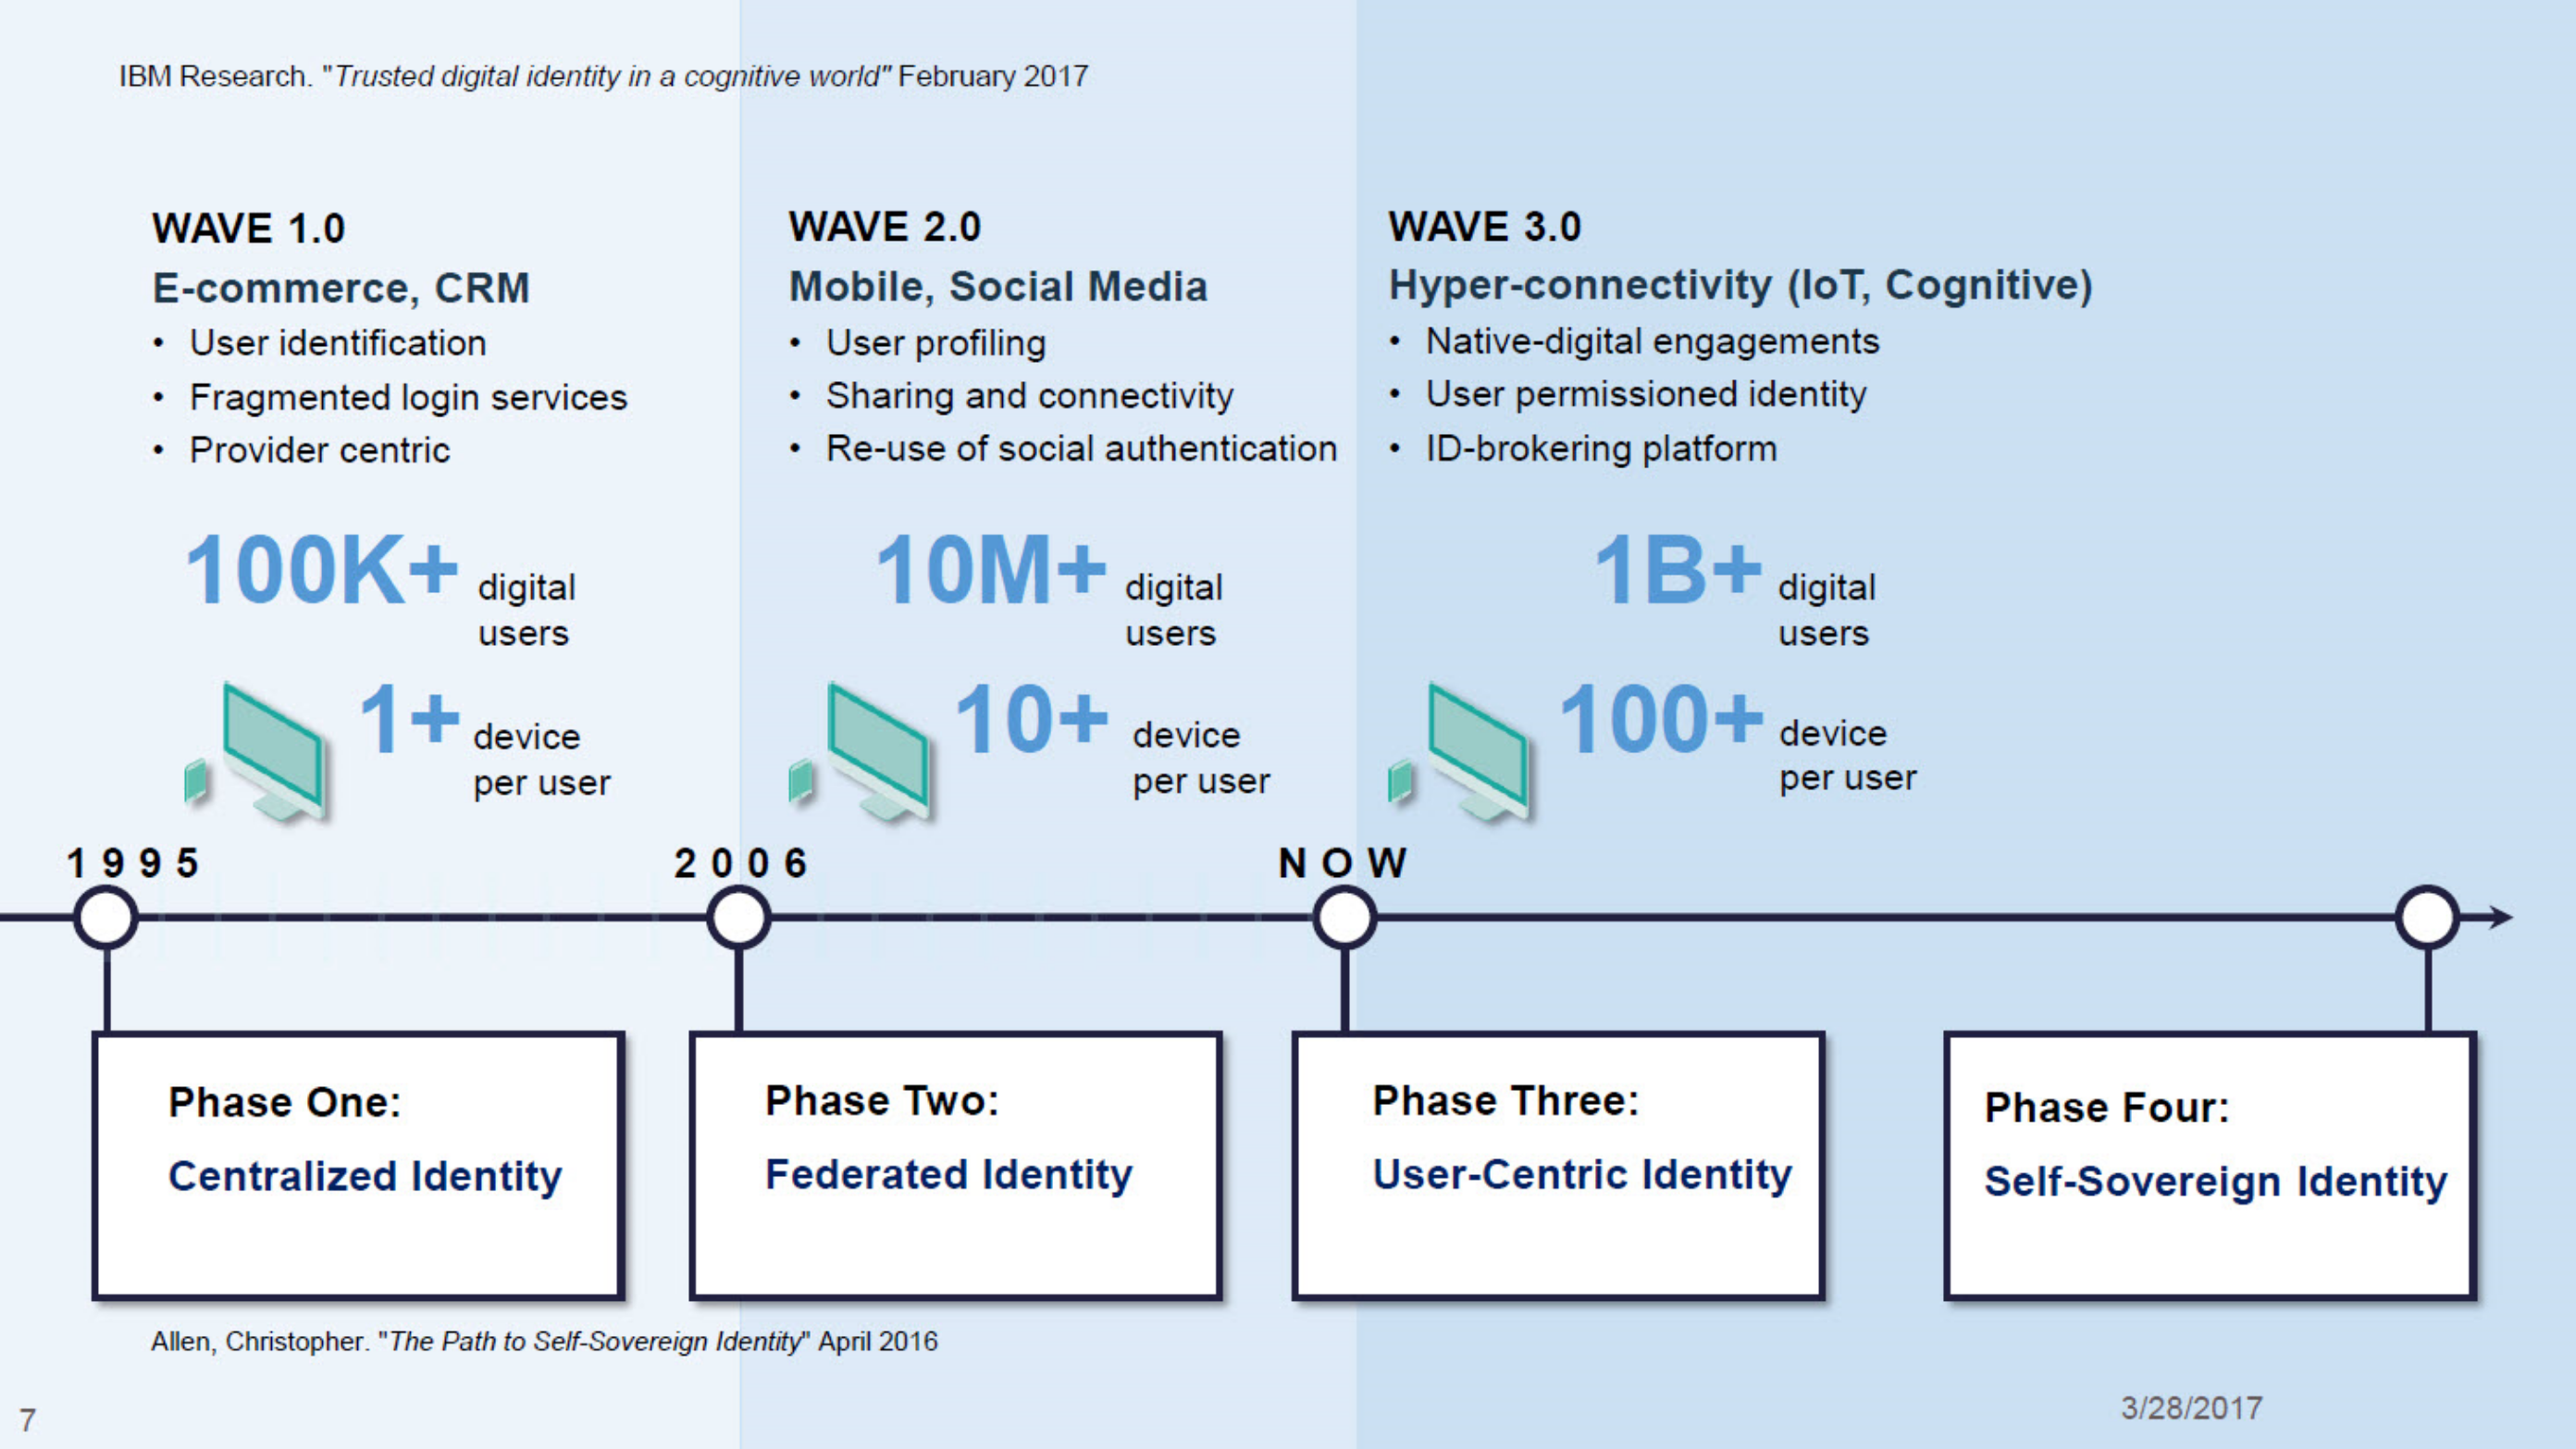 IBM Research. "Trusted digital identity in a cognitive world" February 2017
WAVE 1.0
E-commerce, CRM
• User identification
• Fragmented login services
• Provider centric
100K+ digital
users
1+ device
per user
WAVE 2.0
Mobile, Social Media
• User profiling
• Sharing and connectivity
• Re-use of social authentication
10M+ digital
users
10+ device
per user
WAVE 3.0
Hyper-connectivity (IoT, Cognitive)
• Native-digital engagements
• User permissioned identity
• ID-brokering platform
1B+ digital
users
100+ device
per user
1995
2006
NOW
Phase One:
Centralized Identity
Phase Two:
Federated Identity
Phase Three:
User-Centric Identity
Phase Four:
Self-Sovereign Identity
Allen, Christopher. "The Path to Self-Sovereign Identity" April 2016
7
3/28/2017